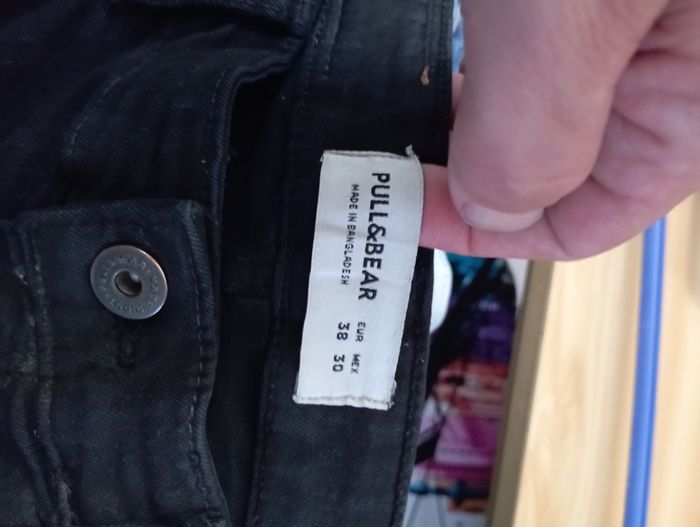 PULL&BEAR
MADE IN BANGLADESH
EUR MEX
38 30